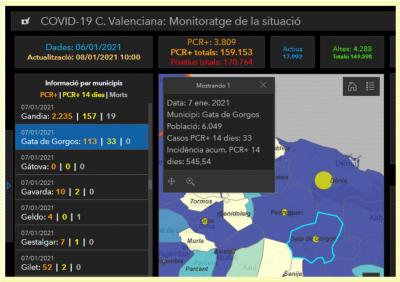 COVID-19 C. Valenciana: Monitoratge de la situació
Dades: 06/01/2021
Actualització: 08/01/2021 10:00
PCR+: 3.809
PCR+ totals: 159.153
Positius totals: 170.764
Actius
17.992
Altes: 4.288
Totals: 149.598
Informació per municipis
PCR+ | PCR+ 14 dies | Morts
07/01/2021
Gandia: 2.235 | 157 | 19
07/01/2021
Gata de Gorgos: 113 | 33 | 0
07/01/2021
Gátova: 0 | 0 | 0
07/01/2021
Gavarda: 10 | 2 | 0
07/01/2021
Geldo: 4 | 0 | 1
07/01/2021
Gestalgar: 7 | 1 | 0
07/01/2021
Gilet: 52 | 2 | 0
Mostrando 1
Data: 7 ene. 2021
Municipi: Gata de Gorgos
Població: 6.049
Casos PCR+ 14 dies: 33
Incidència acum. PCR+ 14
dies: 545,54
Dénia
Dénia
Tormos
Benidoleig
Pedreguer
Xàb
Gata de Gorgos
Murla
Parcent
Senija